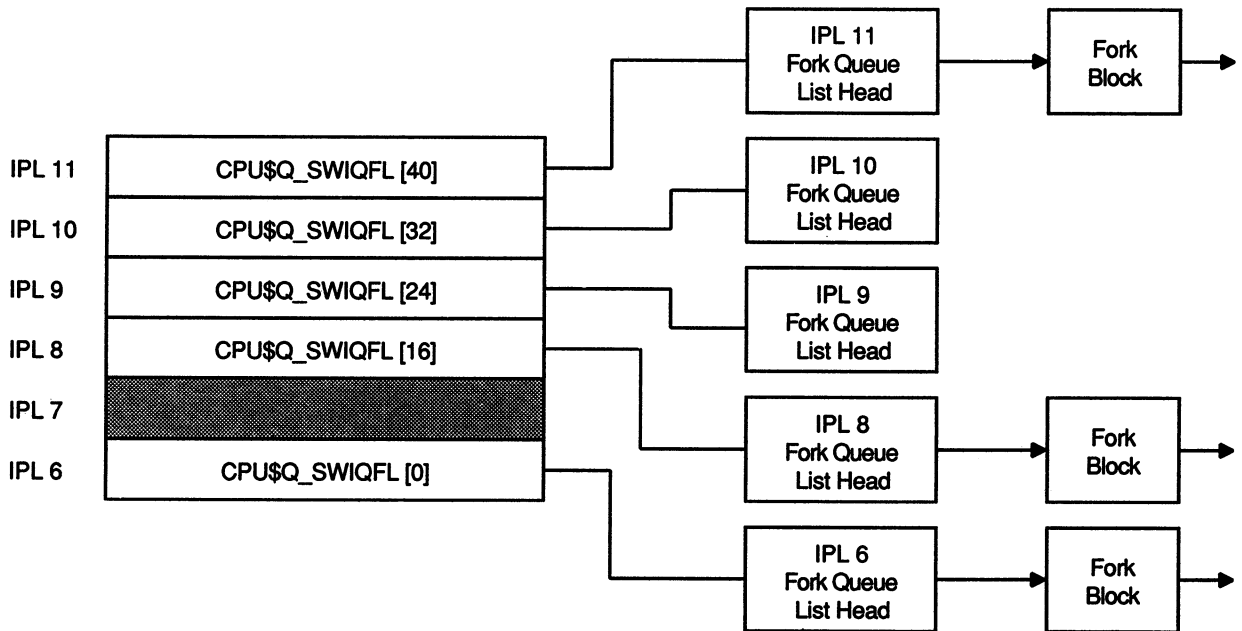 IPL 11
Fork Queue
List Head
Fork
Block
IPL 11
CPU$Q_SWIQFL [40]
IPL 10
Fork Queue
List Head
IPL 10
CPU$Q_SWIQFL [32]
IPL 9
CPU$Q_SWIQFL [24]
IPL 9
Fork Queue
List Head
IPL 8
CPU$Q_SWIQFL [16]
IPL 7
IPL 8
Fork Queue
List Head
Fork
Block
IPL 6
CPU$Q_SWIQFL [0]
IPL 6
Fork Queue
List Head
Fork
Block